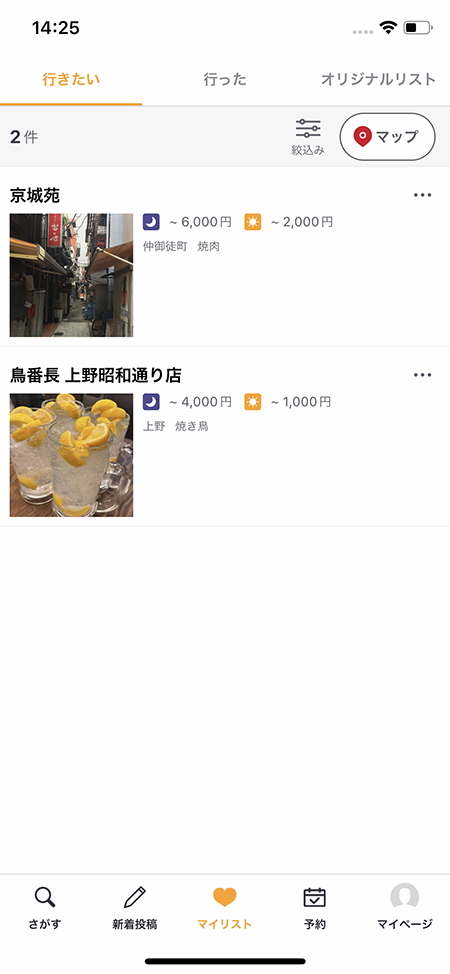 14:25
行きたい 行った オリジナルリスト
2件
絞込み
マップ
京城苑
~ 6,000円 ~ 2,000円
仲御徒町 焼肉
鳥番長 上野昭和通り店
~ 4,000円 ~ 1,000円
上野 焼き鳥
さがす 新着投稿 マイリスト 予約 マイページ